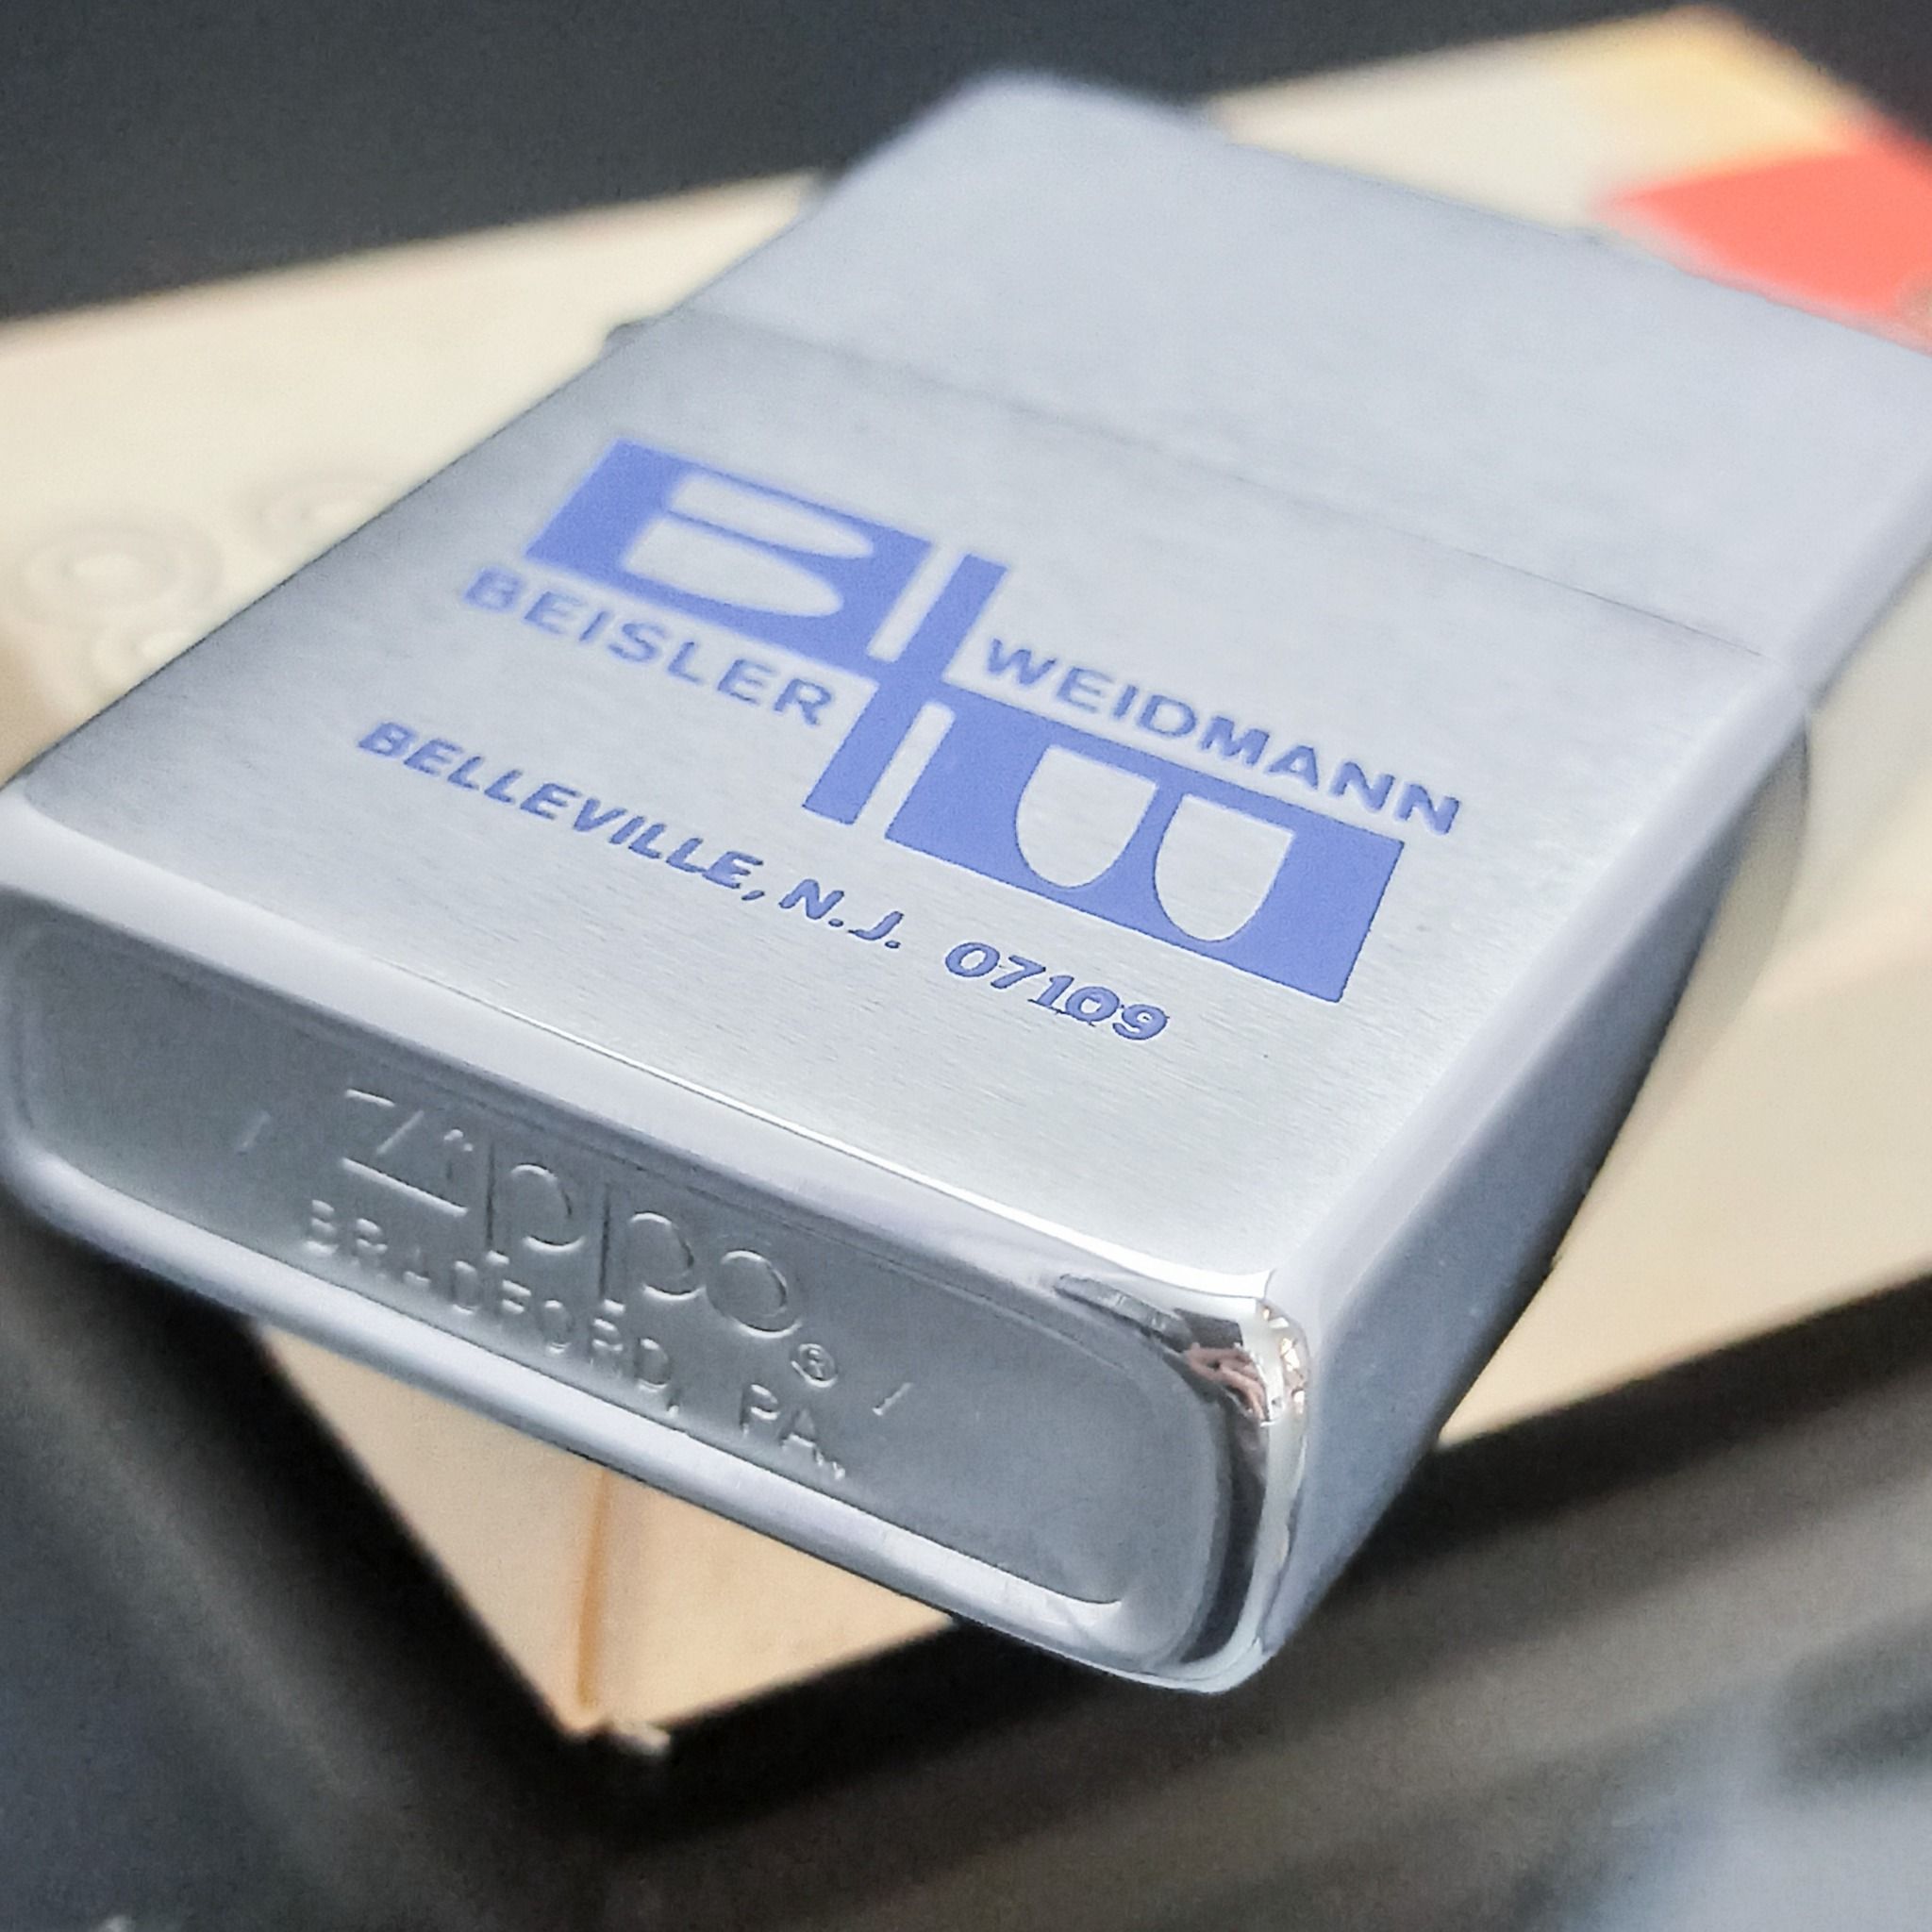 BEISLER
WEIDMANN
BELLEVILLE, N.J. 07109
/ Zippo® /
BRADFORD, PA.